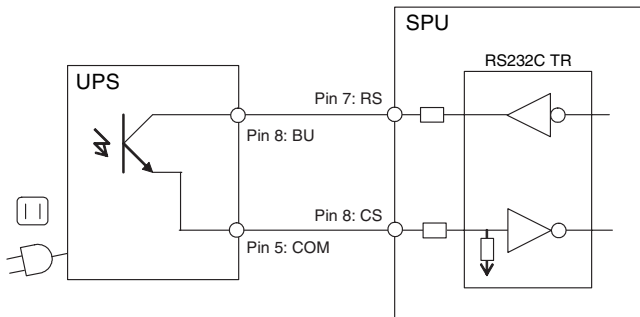 SPU
RS232C TR
UPS
Pin 7: RS
Pin 8: BU
Pin 8: CS
Pin 5: COM